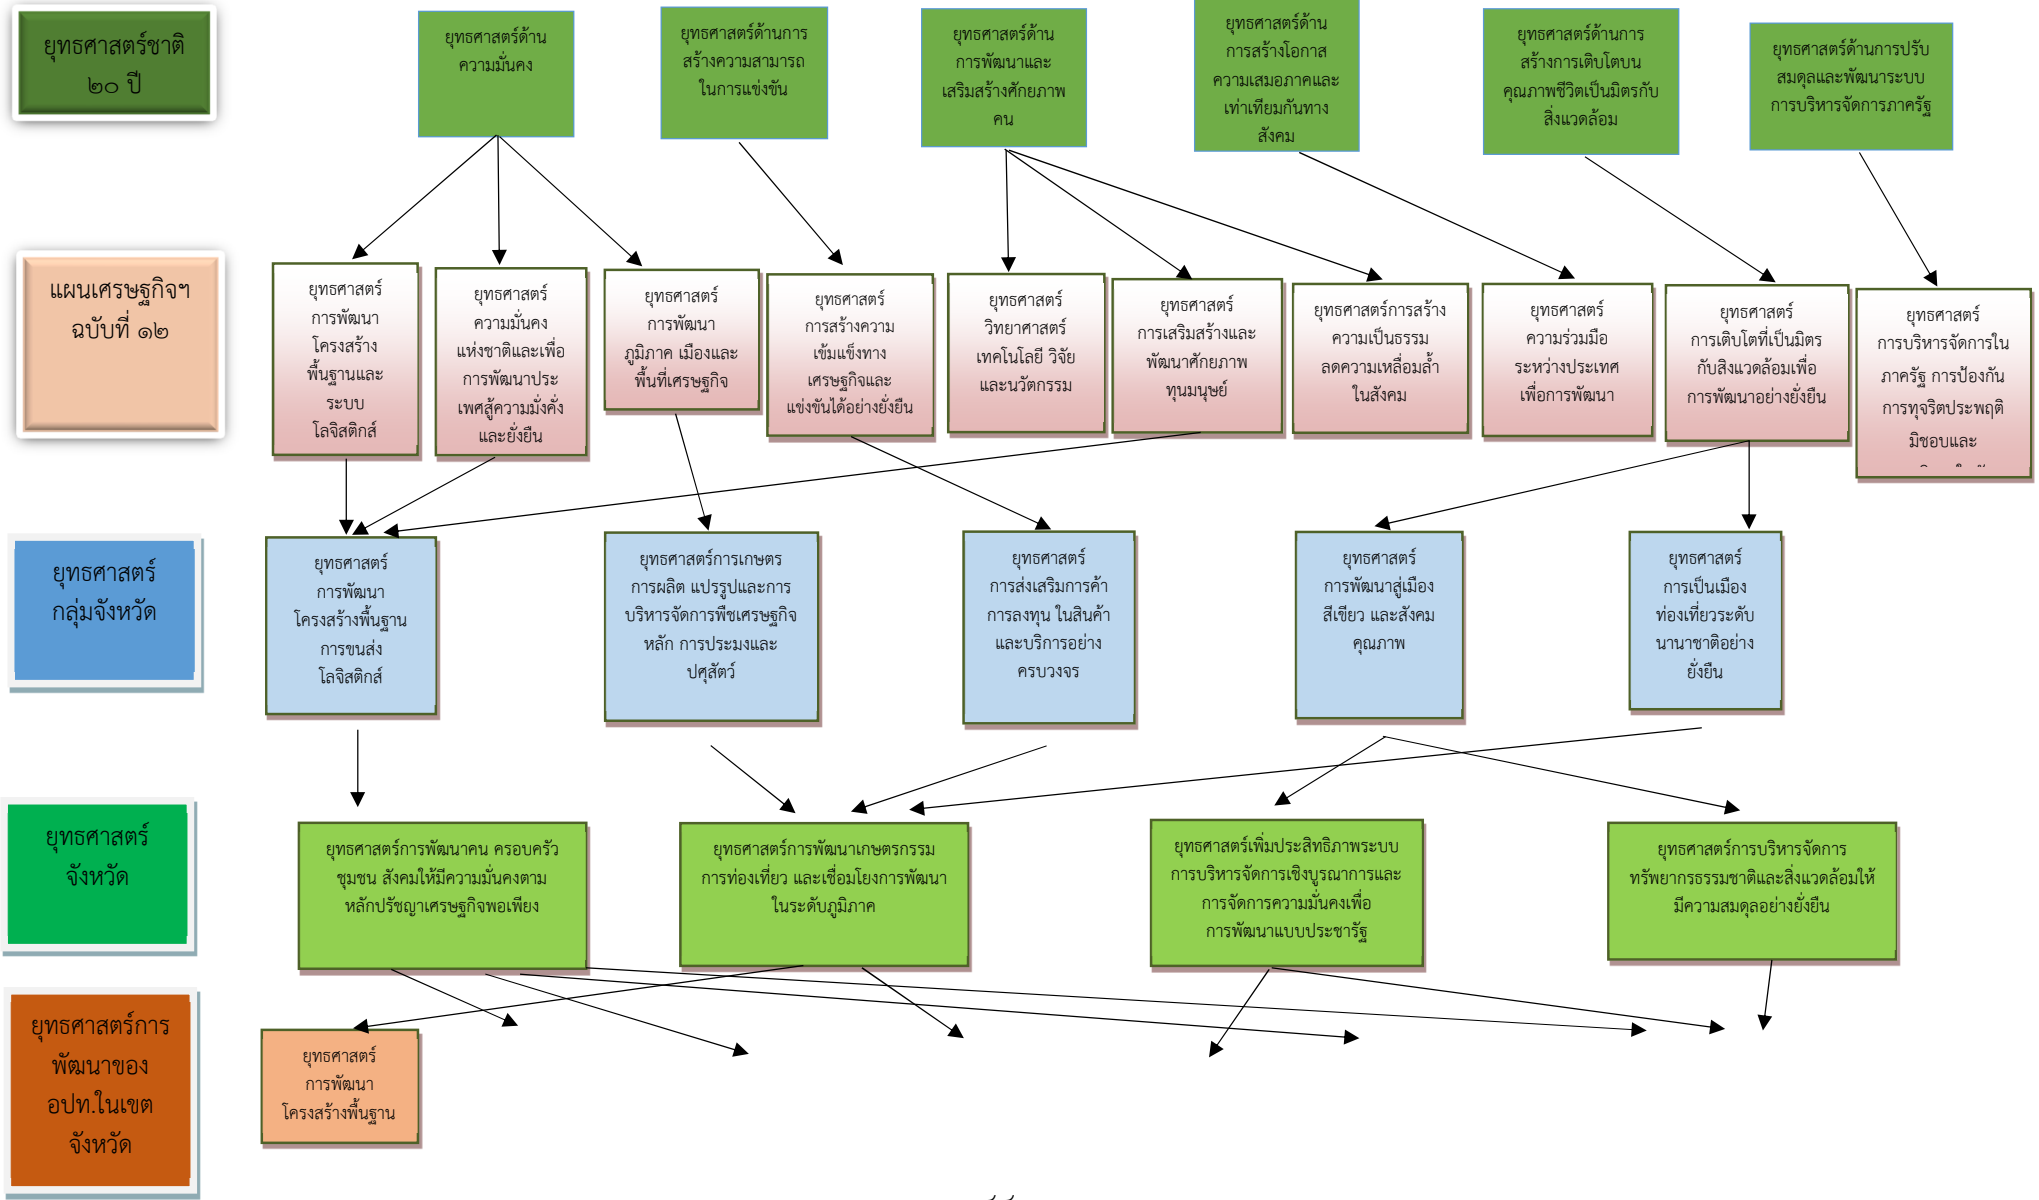 ยุทธศาสตร์ชาติ
๒๐ ปี
ยุทธศาสตร์ด้าน
ความมั่นคง
ยุทธศาสตร์ด้านการ
สร้างความสามารถ
ในการแข่งขัน
ยุทธศาสตร์ด้าน
การพัฒนาและ
เสริมสร้างศักยภาพ
คน
ยุทธศาสตร์ด้าน
การสร้างโอกาส
ความเสมอภาคและ
เท่าเทียมกันทาง
สังคม
ยุทธศาสตร์ด้านการ
สร้างการเติบโตบน
คุณภาพชีวิตเป็นมิตรกับ
สิ่งแวดล้อม
ยุทธศาสตร์ด้านการปรับ
สมดุลและพัฒนาระบบ
การบริหารจัดการภาครัฐ
แผนเศรษฐกิจฯ
ฉบับที่ ๑๒
ยุทธศาสตร์
การพัฒนา
โครงสร้าง
พื้นฐานและ
ระบบ
โลจิสติกส์
ยุทธศาสตร์
ความมั่นคง
แห่งชาติและเพื่อ
การพัฒนาประ
เพศสู้ความมั่งคั่ง
และยั่งยืน
ยุทธศาสตร์
การพัฒนา
ภูมิภาค เมืองและ
พื้นที่เศรษฐกิจ
ยุทธศาสตร์
การสร้างความ
เข้มแข็งทาง
เศรษฐกิจและ
แข่งขันได้อย่างยั่งยืน
ยุทธศาสตร์
วิทยาศาสตร์
เทคโนโลยี วิจัย
และนวัตกรรม
ยุทธศาสตร์
การเสริมสร้างและ
พัฒนาศักยภาพ
ทุนมนุษย์
ยุทธศาสตร์การสร้าง
ความเป็นธรรม
ลดความเหลื่อมล้ำ
ในสังคม
ยุทธศาสตร์
ความร่วมมือ
ระหว่างประเทศ
เพื่อการพัฒนา
ยุทธศาสตร์
การเติบโตที่เป็นมิตร
กับสิงแวดล้อมเพื่อ
การพัฒนาอย่างยั่งยืน
ยุทธศาสตร์
การบริหารจัดการใน
ภาครัฐ การป้องกัน
การทุจริตประพฤติ
มิชอบและ
ยุทธศาสตร์
กลุ่มจังหวัด
ยุทธศาสตร์
การพัฒนา
โครงสร้างพื้นฐาน
การขนส่ง
โลจิสติกส์
ยุทธศาสตร์การเกษตร
การผลิต แปรรูปและการ
บริหารจัดการพืชเศรษฐกิจ
หลัก การประมงและ
ปศุสัตว์
ยุทธศาสตร์
การส่งเสริมการค้า
การลงทุน ในสินค้า
และบริการอย่าง
ครบวงจร
ยุทธศาสตร์
การพัฒนาสู่เมือง
สีเขียว และสังคม
คุณภาพ
ยุทธศาสตร์
การเป็นเมือง
ท่องเที่ยวระดับ
นานาชาติอย่าง
ยั่งยืน
ยุทธศาสตร์
จังหวัด
ยุทธศาสตร์การพัฒนาคน ครอบครัว
ชุมชน สังคมให้มีความมั่นคงตาม
หลักปรัชญาเศรษฐกิจพอเพียง
ยุทธศาสตร์การพัฒนาเกษตรกรรม
การท่องเที่ยว และเชื่อมโยงการพัฒนา
ในระดับภูมิภาค
ยุทธศาสตร์เพิ่มประสิทธิภาพระบบ
การบริหารจัดการเชิงบูรณาการและ
การจัดการความมั่นคงเพื่อ
การพัฒนาแบบประชารัฐ
ยุทธศาสตร์การบริหารจัดการ
ทรัพยากรธรรมชาติและสิ่งแวดล้อมให้
มีความสมดุลอย่างยั่งยืน
ยุทธศาสตร์การ
พัฒนาของ
อปท.ในเขต
จังหวัด
ยุทธศาสตร์
การพัฒนา
โครงสร้างพื้นฐาน